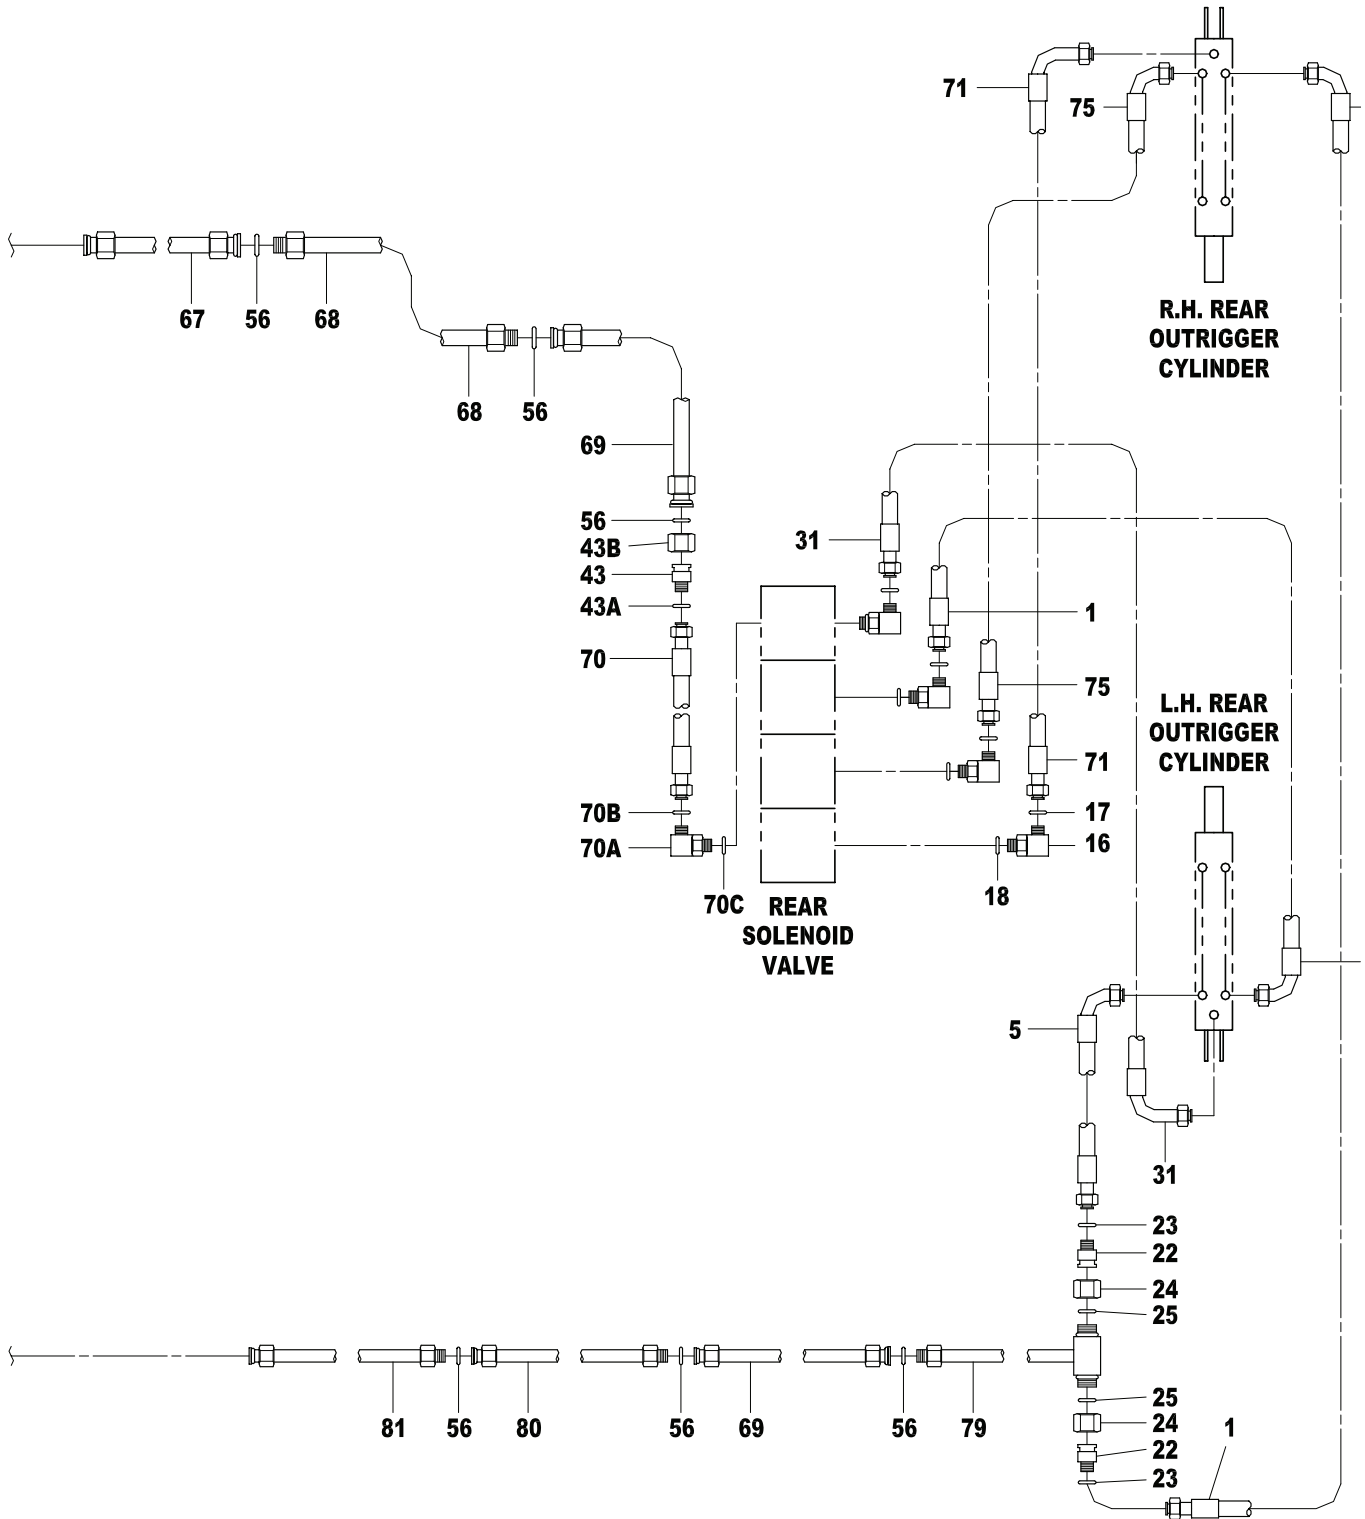 71
75
R.H. REAR
OUTRIGGER
CYLINDER
67
56
68
68
56
69
56
43B
43
43A
70
70B
70A
70C
REAR
SOLENOID
VALVE
31
1
75
71
17
16
18
L.H. REAR
OUTRIGGER
CYLINDER
5
31
23
22
24
25
81
56
80
56
69
56
79
25
24
22
23
1